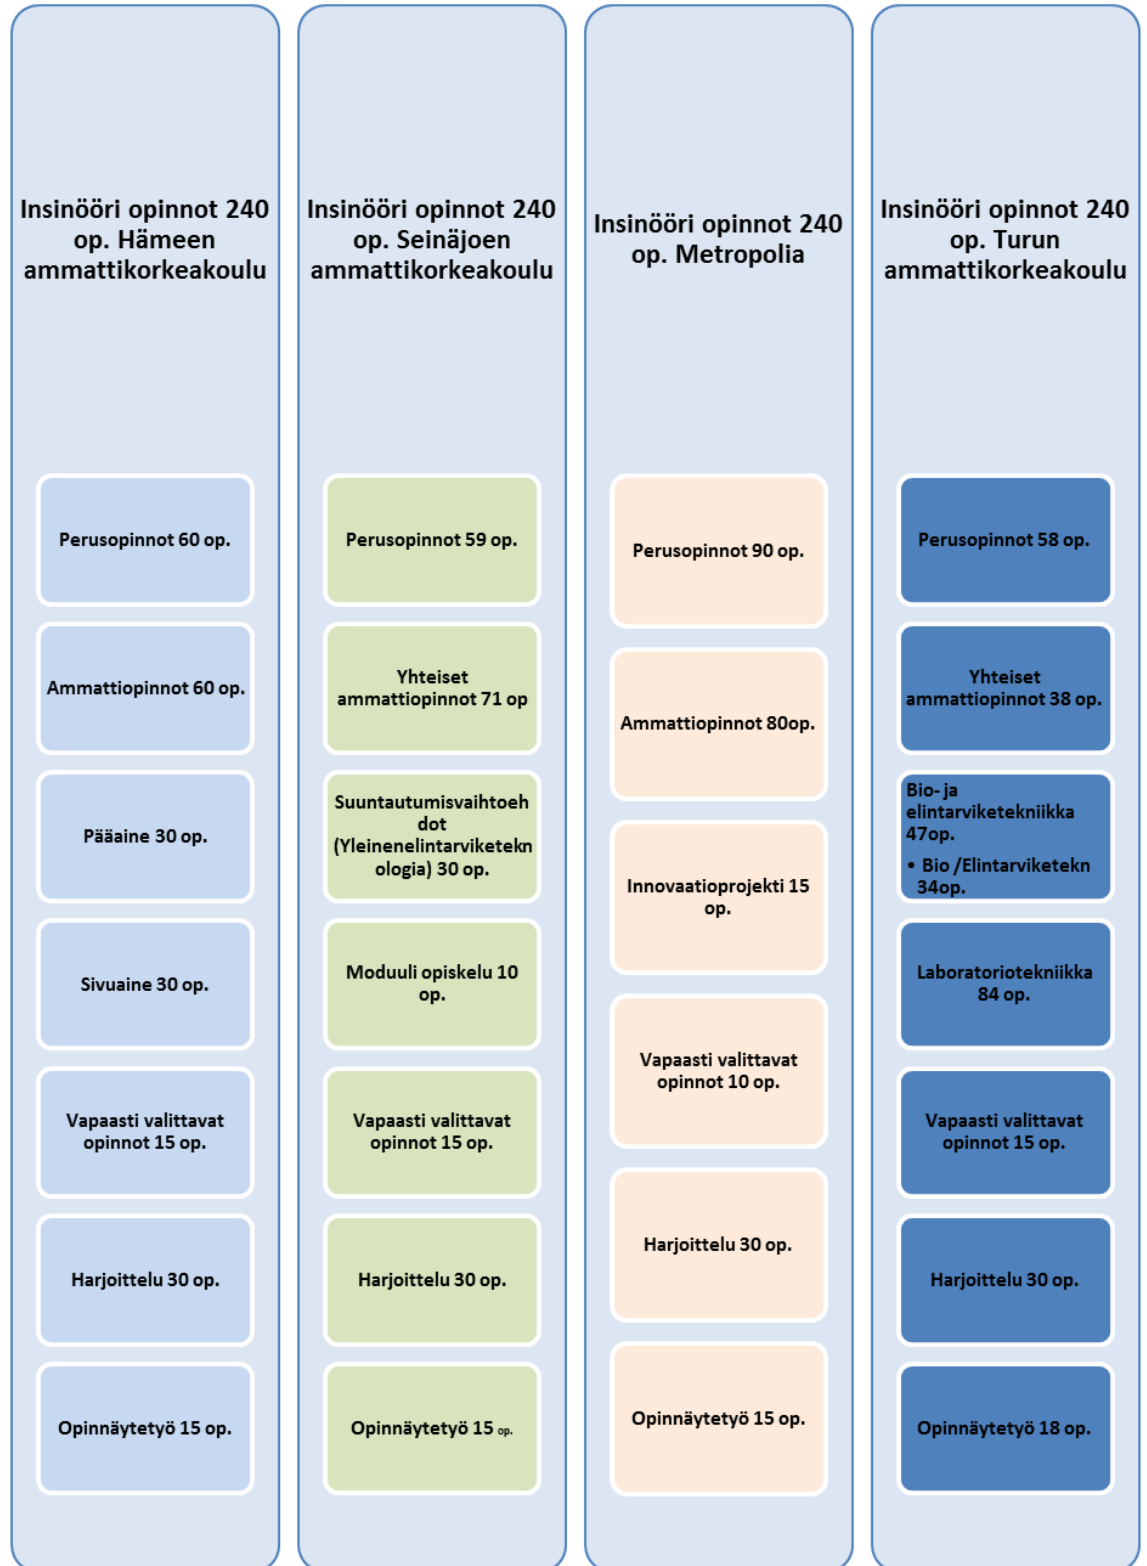 Insinööri opinnot 240
op. Hämeen
ammattikorkeakoulu
Perusopinnot 60 op.
Ammattiopinnot 60 op.
Pääaine 30 op.
Sivuaine 30 op.
Vapaasti valittavat
opinnot 15 op.
Harjoittelu 30 op.
Opinnäytetyö 15 op.
Insinööri opinnot 240
op. Seinäjoen
ammattikorkeakoulu
Perusopinnot 59 op.
Yhteiset
ammattiopinnot 71 op
Suuntautumisvaihtoeh
dot
(Yleinenelintarviketekn
ologia) 30 op.
Moduuli opiskelu 10
op.
Vapaasti valittavat
opinnot 15 op.
Harjoittelu 30 op.
Opinnäytetyö 15 op.
Insinööri opinnot 240
op. Metropolia
Perusopinnot 90 op.
Ammattiopinnot 80op.
Innovaatioprojekti 15
op.
Vapaasti valittavat
opinnot 10 op.
Harjoittelu 30 op.
Opinnäytetyö 15 op.
Insinööri opinnot 240
op. Turun
ammattikorkeakoulu
Perusopinnot 58 op.
Yhteiset
ammattiopinnot 38 op.
Bio- ja
elintarviketekniikka
47op.
• Bio /Elintarviketekn
34op.
Laboratoriotekniikka
84 op.
Vapaasti valittavat
opinnot 15 op.
Harjoittelu 30 op.
Opinnäytetyö 18 op.